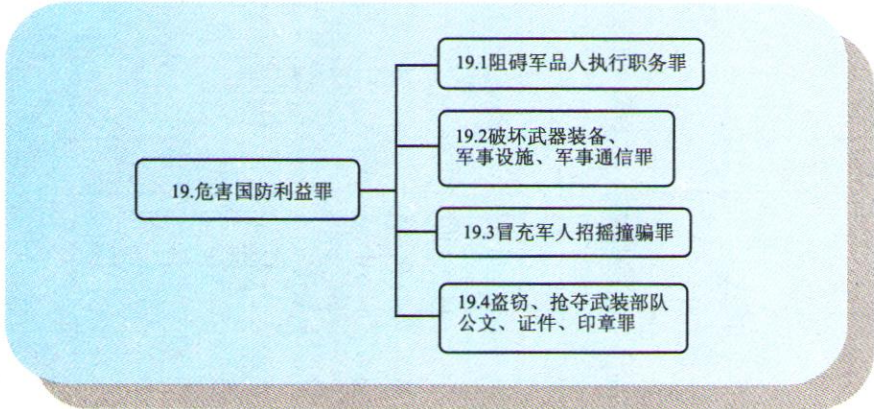 19.1阻碍军品人执行职务罪
19.2破坏武器装备、
军事设施、军事通信罪
19.危害国防利益罪
19.3冒充军人招摇撞骗罪
19.4盗窃、抢夺武装部队
公文、证件、印章罪